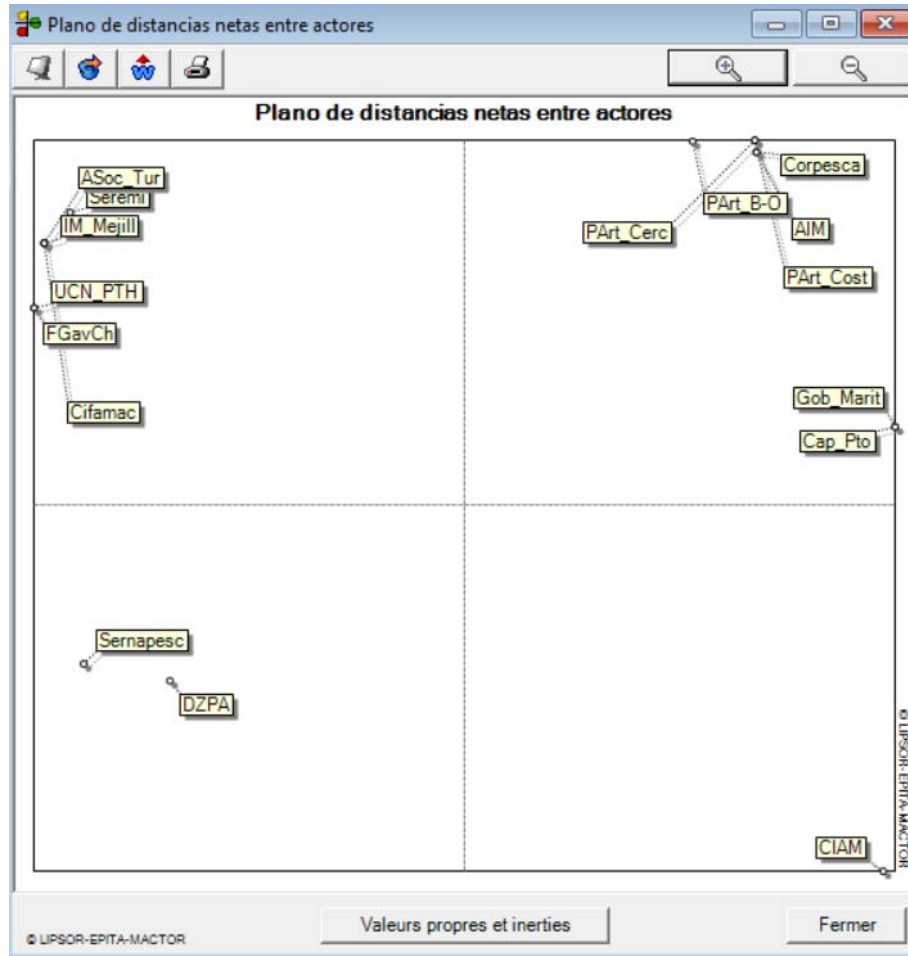 Plano de distancias netas entre actores
Plano de distancias netas entre actores
ASoc_Tur
Seremi
IM_Mejill
UCN_PTH
FGavCh
Cifamac
Corpesca
PArt_B-O
PArt_Cerc
AIM
PArt_Cost
Gob_Marit
Cap_Pto
Sernapesc
DZPA
CIAM
© LIPSOR-EPITA-MACTOR
© LIPSOR-EPITA-MACTOR
Valeurs propres et inerties
Fermer